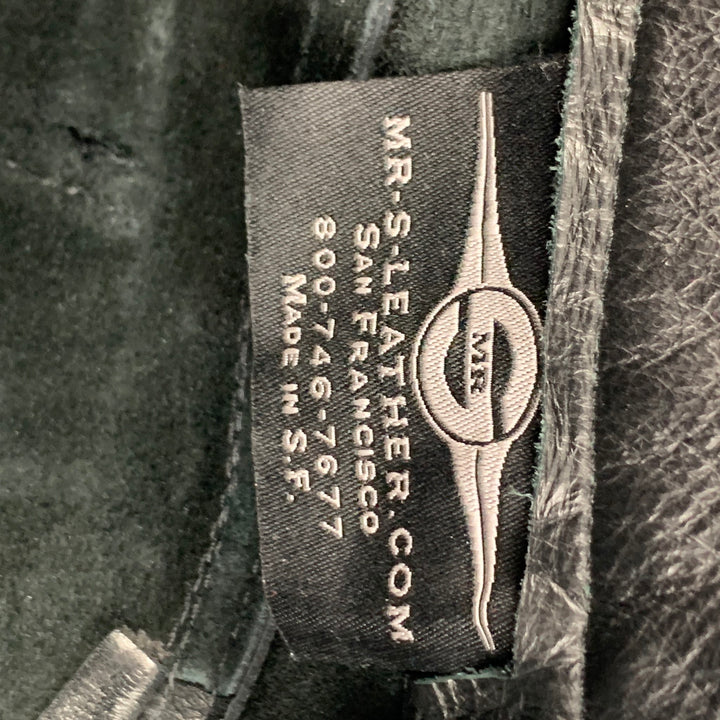 MR
MR-S-LEATHER.COM
SAN FRANCISCO
800-746-7677
MADE IN S.F.